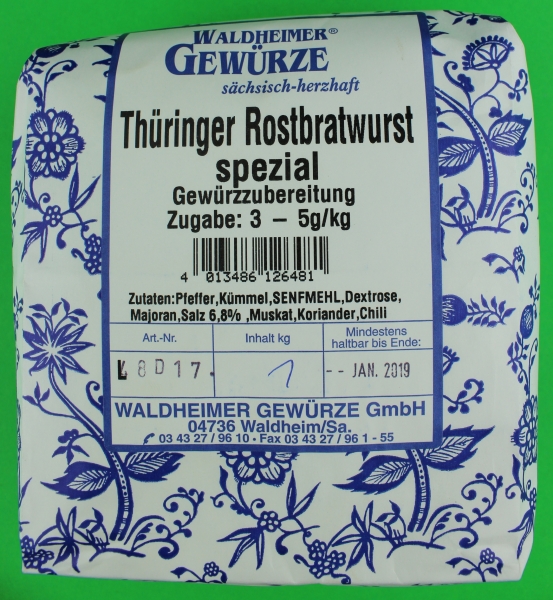 WALDHEIMER®
GEWÜRZE
sächsisch-herzhaft
Thüringer Rostbratwurst
spezial
Gewürzzubereitung
Zugabe: 3 – 5g/kg
4 013486 126481
Zutaten:Pfeffer,Kümmel,SENFMEHL,Dextrose,
Majoran,Salz 6,8% ,Muskat,Koriander,Chili
Art.-Nr. Inhalt kg Mindestens
haltbar bis Ende:
L 8 D 17. 1 -- JAN. 2019
WALDHEIMER GEWÜRZE GmbH
04736 Waldheim/Sa.
03 43 27 / 96 10 · Fax 03 43 27 / 96 1 - 55